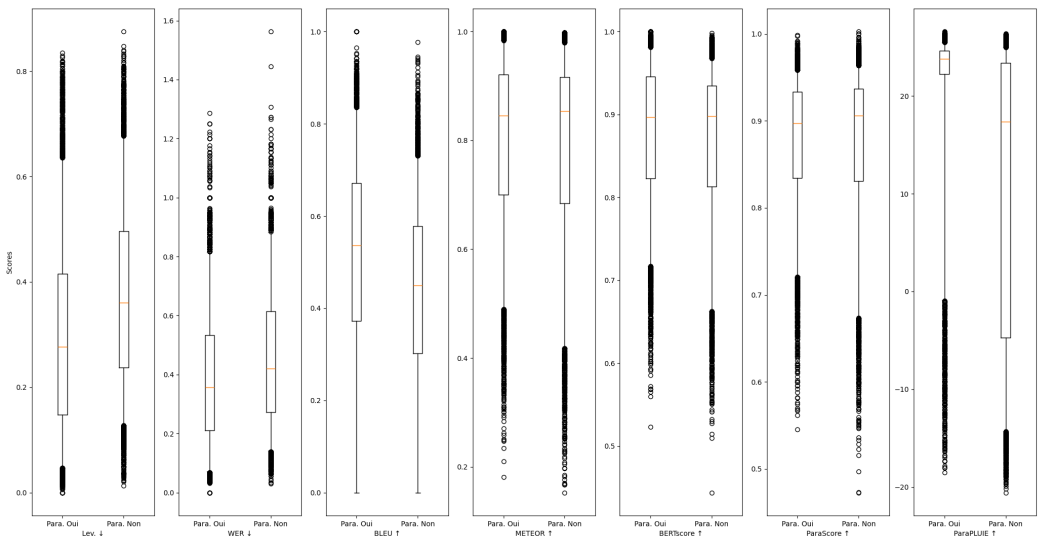 Scores
0.0
0.2
0.4
0.6
0.8
Para. Oui Para. Non
Lev. ↓
0.0
0.2
0.4
0.6
0.8
1.0
1.2
1.4
1.6
Para. Oui Para. Non
WER ↓
0.0
0.2
0.4
0.6
0.8
1.0
Para. Oui Para. Non
BLEU ↑
0.2
0.4
0.6
0.8
1.0
Para. Oui Para. Non
METEOR ↑
0.5
0.6
0.7
0.8
0.9
1.0
Para. Oui Para. Non
BERTscore ↑
0.5
0.6
0.7
0.8
0.9
1.0
Para. Oui Para. Non
ParaScore ↑
−20
−10
0
10
20
Para. Oui Para. Non
ParaPLUIE ↑